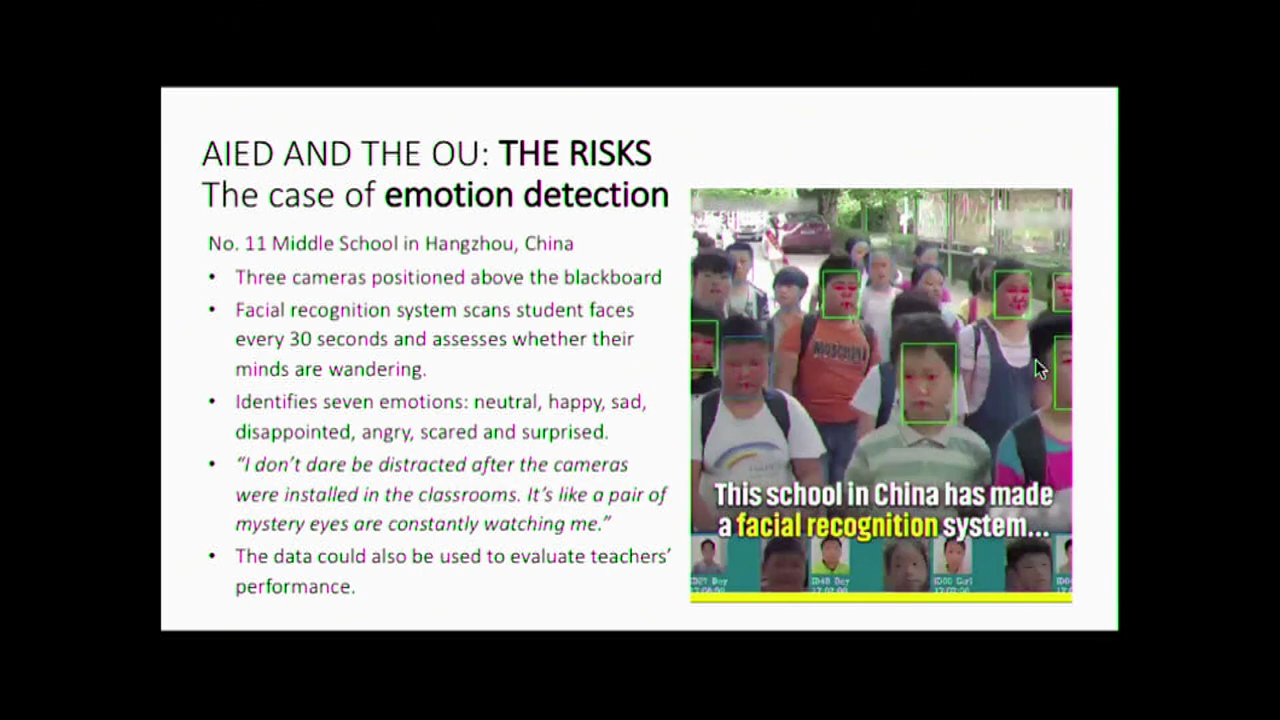 AIED AND THE OU: THE RISKS
The case of emotion detection
No. 11 Middle School in Hangzhou, China
• Three cameras positioned above the blackboard
• Facial recognition system scans student faces
every 30 seconds and assesses whether their
minds are wandering.
• Identifies seven emotions: neutral, happy, sad,
disappointed, angry, scared and surprised.
• “I don’t dare be distracted after the cameras
were installed in the classrooms. It’s like a pair of
mystery eyes are constantly watching me.”
• The data could also be used to evaluate teachers’
performance.
This school in China has made
a facial recognition system...